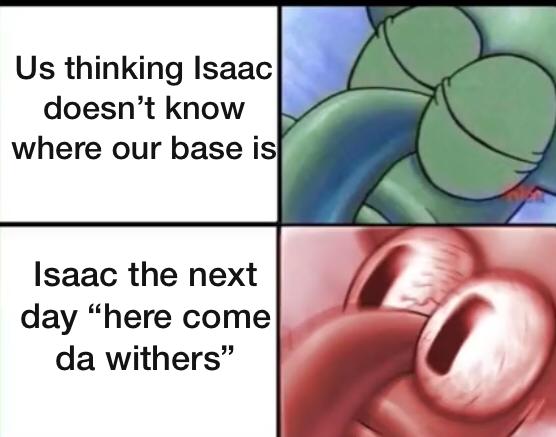 Us thinking Isaac
doesn’t know
where our base is
Isaac the next
day “here come
da withers”